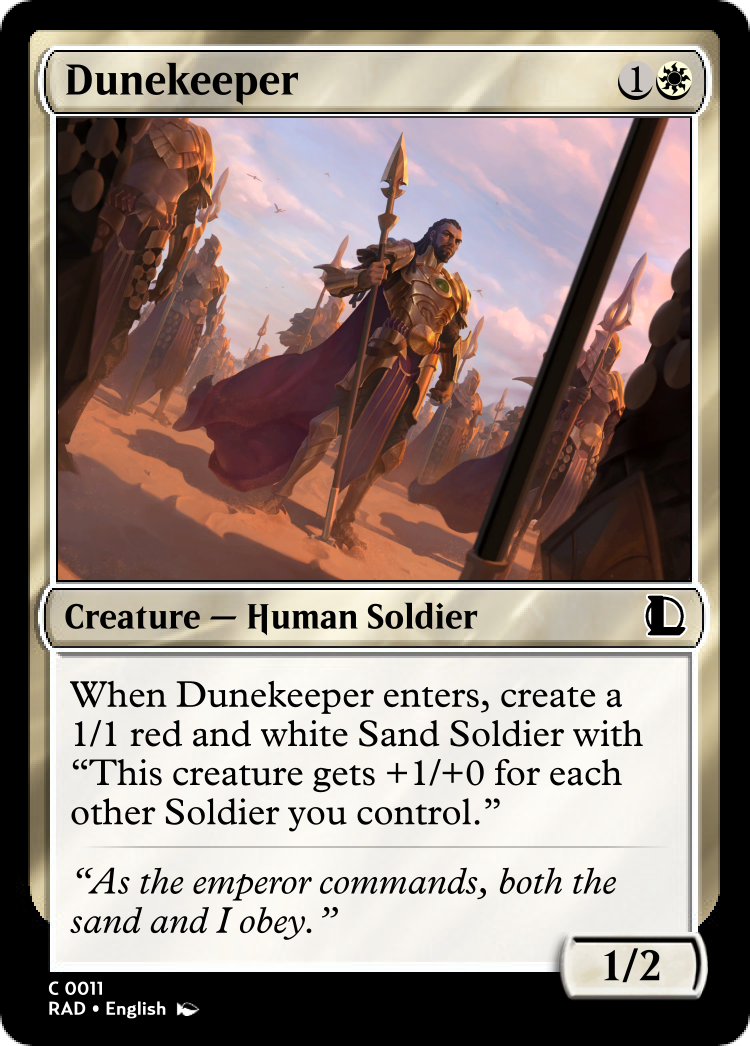 Dunekeeper 1
Creature — Human Soldier
When Dunekeeper enters, create a
1/1 red and white Sand Soldier with
“This creature gets +1/+0 for each
other Soldier you control.”
“As the emperor commands, both the
sand and I obey.”
1/2
C 0011
RAD • English